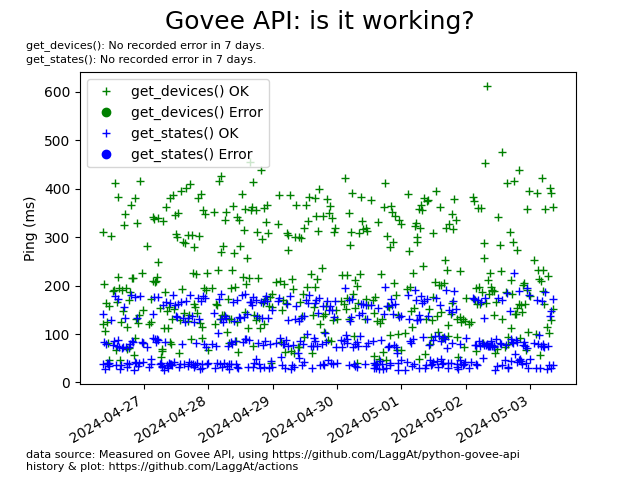 Govee API: is it working?
get_devices(): No recorded error in 7 days.
get_states(): No recorded error in 7 days.
get_devices() OK
get_devices() Error
get_states() OK
get_states() Error
Ping (ms)
600
500
400
300
200
100
0
2024-04-27
2024-04-28
2024-04-29
2024-04-30
2024-05-01
2024-05-02
2024-05-03
data source: Measured on Govee API, using https://github.com/LaggAt/python-govee-api
history & plot: https://github.com/LaggAt/actions